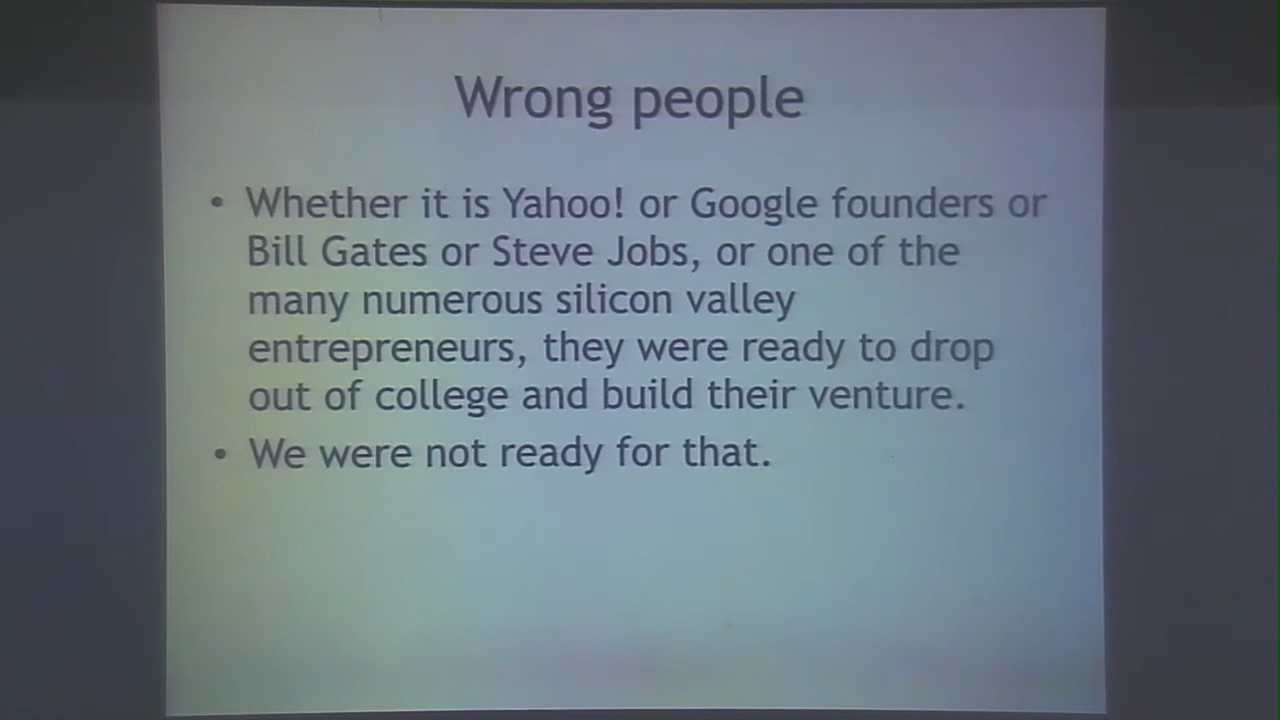 Wrong people
• Whether it is Yahoo! or Google founders or
Bill Gates or Steve Jobs, or one of the
many numerous silicon valley
entrepreneurs, they were ready to drop
out of college and build their venture.
• We were not ready for that.